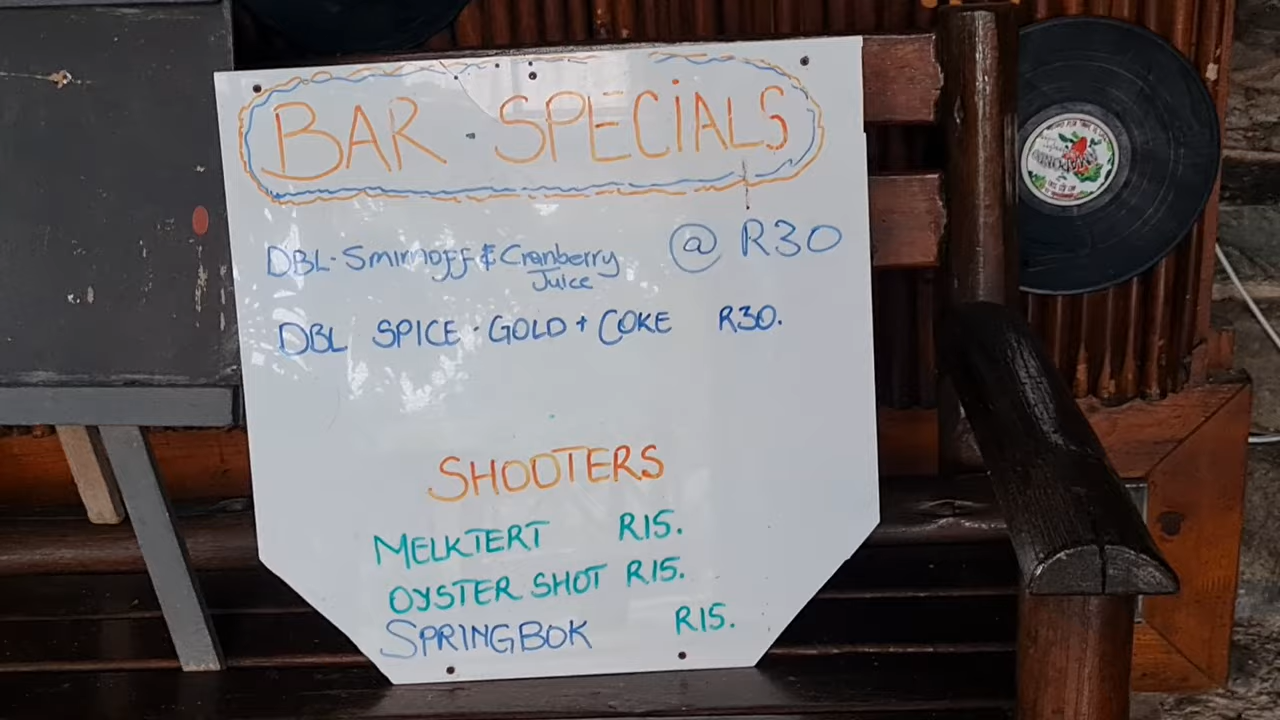 BAR SPECIALS
DBL. Smirnoff & Cranberry Juice @ R30
DBL SPICE. GOLD + COKE R30.
SHOOTERS
MELKTERT R15.
OYSTER SHOT R15.
SPRINGBOK R15.